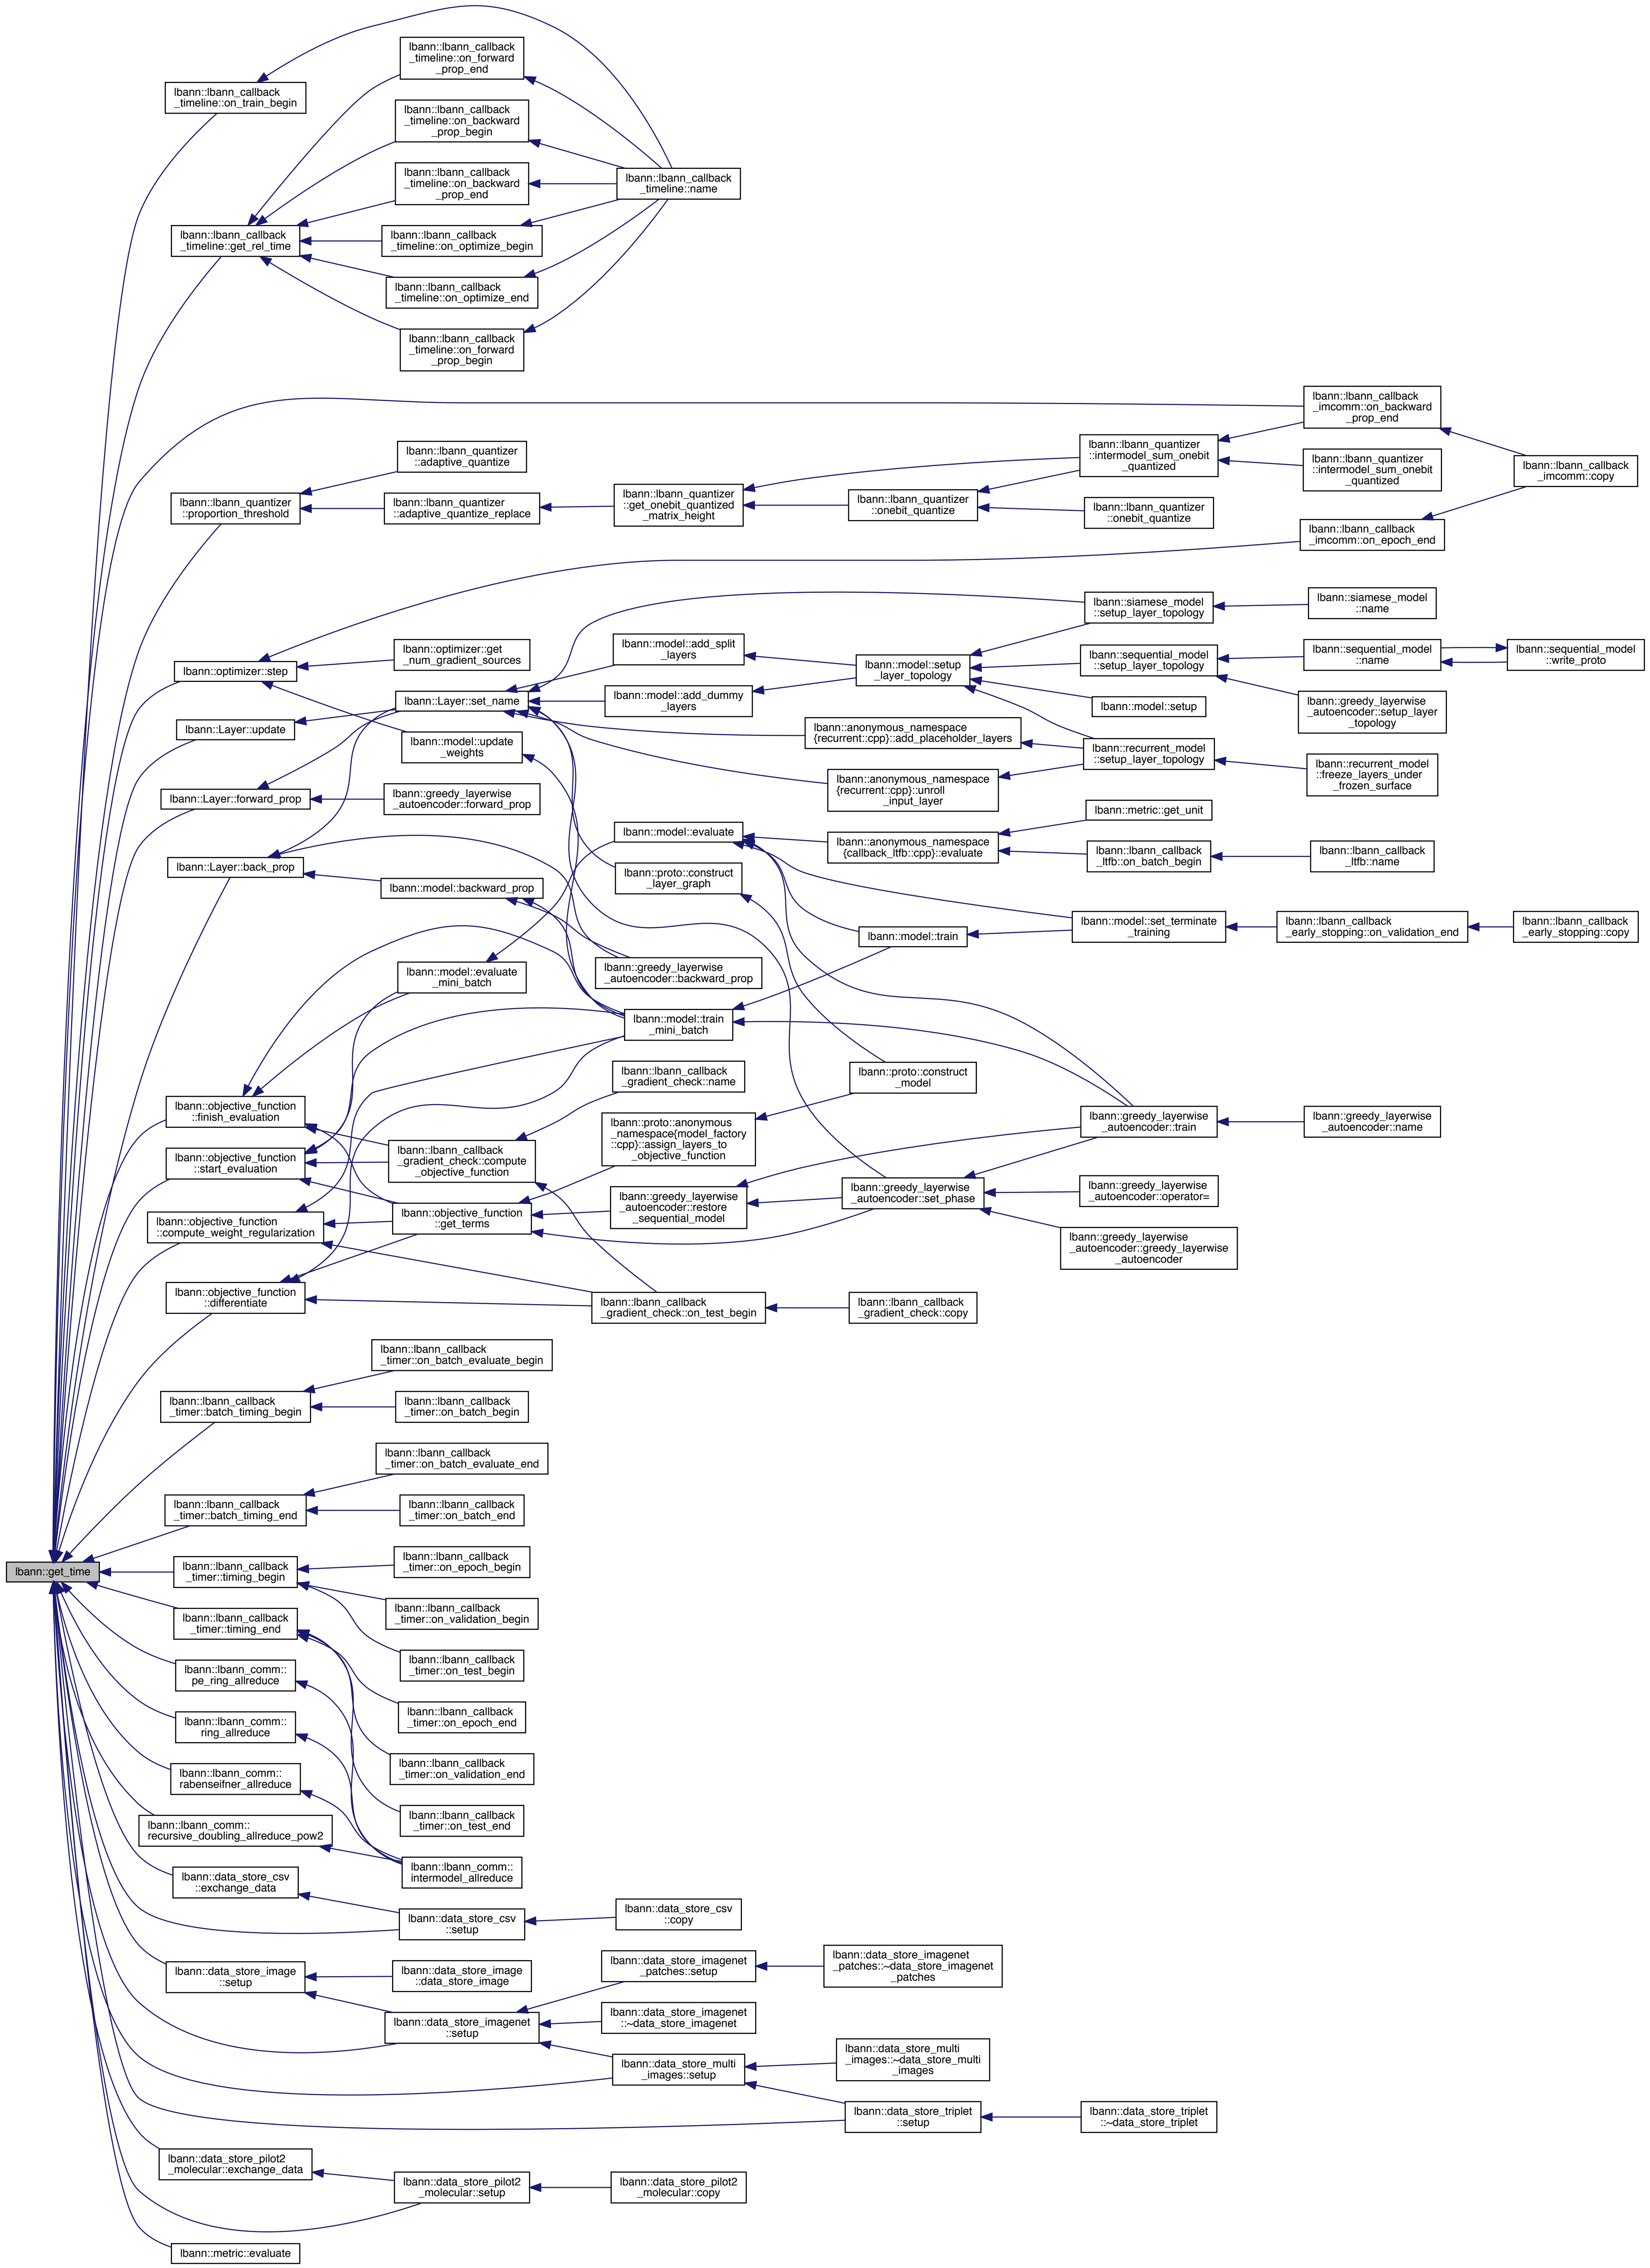 lbann::lbann_callback
_timeline::on_forward
_prop_end
lbann::lbann_callback
_timeline::on_train_begin
lbann::lbann_callback
_timeline::on_backward
_prop_begin
lbann::lbann_callback
_timeline::on_backward
_prop_end
lbann::lbann_callback
_timeline::name
lbann::lbann_callback
_timeline::get_rel_time
lbann::lbann_callback
_timeline::on_optimize_begin
lbann::lbann_callback
_timeline::on_optimize_end
lbann::lbann_callback
_timeline::on_forward
_prop_begin
lbann::lbann_callback
_imcomm::on_backward
_prop_end
lbann::lbann_quantizer
::adaptive_quantize
lbann::lbann_quantizer
::intermodel_sum_onebit
_quantized
lbann::lbann_quantizer
::intermodel_sum_onebit
_quantized
lbann::lbann_callback
_imcomm::copy
lbann::lbann_quantizer
::proportion_threshold
lbann::lbann_quantizer
::adaptive_quantize_replace
lbann::lbann_quantizer
::get_onebit_quantized
_matrix_height
lbann::lbann_quantizer
::onebit_quantize
lbann::lbann_quantizer
::onebit_quantize
lbann::lbann_callback
_imcomm::on_epoch_end
lbann::siamese_model
::setup_layer_topology
lbann::siamese_model
::name
lbann::optimizer::step
lbann::optimizer::get
_num_gradient_sources
lbann::model::add_split
_layers
lbann::model::setup
_layer_topology
lbann::sequential_model
::setup_layer_topology
lbann::sequential_model
::name
lbann::sequential_model
::write_proto
lbann::Layer::set_name
lbann::model::add_dummy
_layers
lbann::model::setup
lbann::greedy_layerwise
_autoencoder::setup_layer
_topology
lbann::Layer::update
lbann::model::update
_weights
lbann::anonymous_namespace
{recurrent::cpp}::add_placeholder_layers
lbann::recurrent_model
::setup_layer_topology
lbann::recurrent_model
::freeze_layers_under
_frozen_surface
lbann::Layer::forward_prop
lbann::greedy_layerwise
_autoencoder::forward_prop
lbann::anonymous_namespace
{recurrent::cpp}::unroll
_input_layer
lbann::metric::get_unit
lbann::model::evaluate
lbann::anonymous_namespace
{callback_ltfb::cpp}::evaluate
lbann::lbann_callback
_ltfb::on_batch_begin
lbann::lbann_callback
_ltfb::name
lbann::Layer::back_prop
lbann::model::backward_prop
lbann::proto::construct
_layer_graph
lbann::model::train
lbann::model::set_terminate
_training
lbann::lbann_callback
_early_stopping::on_validation_end
lbann::lbann_callback
_early_stopping::copy
lbann::model::evaluate
_mini_batch
lbann::greedy_layerwise
_autoencoder::backward_prop
lbann::model::train
_mini_batch
lbann::lbann_callback
_gradient_check::name
lbann::proto::construct
_model
lbann::objective_function
::finish_evaluation
lbann::proto::anonymous
_namespace{model_factory
::cpp}::assign_layers_to
_objective_function
lbann::greedy_layerwise
_autoencoder::train
lbann::greedy_layerwise
_autoencoder::name
lbann::objective_function
::start_evaluation
lbann::lbann_callback
_gradient_check::compute
_objective_function
lbann::greedy_layerwise
_autoencoder::restore
_sequential_model
lbann::greedy_layerwise
_autoencoder::set_phase
lbann::greedy_layerwise
_autoencoder::operator=
lbann::objective_function
::compute_weight_regularization
lbann::objective_function
::get_terms
lbann::greedy_layerwise
_autoencoder::greedy_layerwise
_autoencoder
lbann::objective_function
::differentiate
lbann::lbann_callback
_gradient_check::on_test_begin
lbann::lbann_callback
_gradient_check::copy
lbann::lbann_callback
_timer::on_batch_evaluate_begin
lbann::lbann_callback
_timer::batch_timing_begin
lbann::lbann_callback
_timer::on_batch_begin
lbann::lbann_callback
_timer::on_batch_evaluate_end
lbann::lbann_callback
_timer::batch_timing_end
lbann::lbann_callback
_timer::on_batch_end
lbann::get_time
lbann::lbann_callback
_timer::timing_begin
lbann::lbann_callback
_timer::on_epoch_begin
lbann::lbann_callback
_timer::timing_end
lbann::lbann_callback
_timer::on_validation_begin
lbann::lbann_comm::
pe_ring_allreduce
lbann::lbann_callback
_timer::on_test_begin
lbann::lbann_comm::
ring_allreduce
lbann::lbann_callback
_timer::on_epoch_end
lbann::lbann_comm::
rabenseifner_allreduce
lbann::lbann_callback
_timer::on_validation_end
lbann::lbann_comm::
recursive_doubling_allreduce_pow2
lbann::lbann_callback
_timer::on_test_end
lbann::data_store_csv
::exchange_data
lbann::lbann_comm::
intermodel_allreduce
lbann::data_store_csv
::setup
lbann::data_store_csv
::copy
lbann::data_store_image
::setup
lbann::data_store_image
::data_store_image
lbann::data_store_imagenet
_patches::setup
lbann::data_store_imagenet
_patches::~data_store_imagenet
_patches
lbann::data_store_imagenet
::setup
lbann::data_store_imagenet
::~data_store_imagenet
lbann::data_store_multi
_images::setup
lbann::data_store_multi
_images::~data_store_multi
_images
lbann::data_store_triplet
::setup
lbann::data_store_triplet
::~data_store_triplet
lbann::data_store_pilot2
_molecular::exchange_data
lbann::data_store_pilot2
_molecular::setup
lbann::data_store_pilot2
_molecular::copy
lbann::metric::evaluate